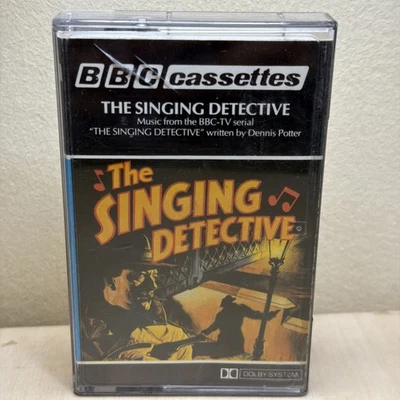 BBC cassettes
THE SINGING DETECTIVE
Music from the BBC-TV serial
"THE SINGING DETECTIVE" written by Dennis Potter
The
SINGING
DETECTIVE
DOLBY SYSTEM